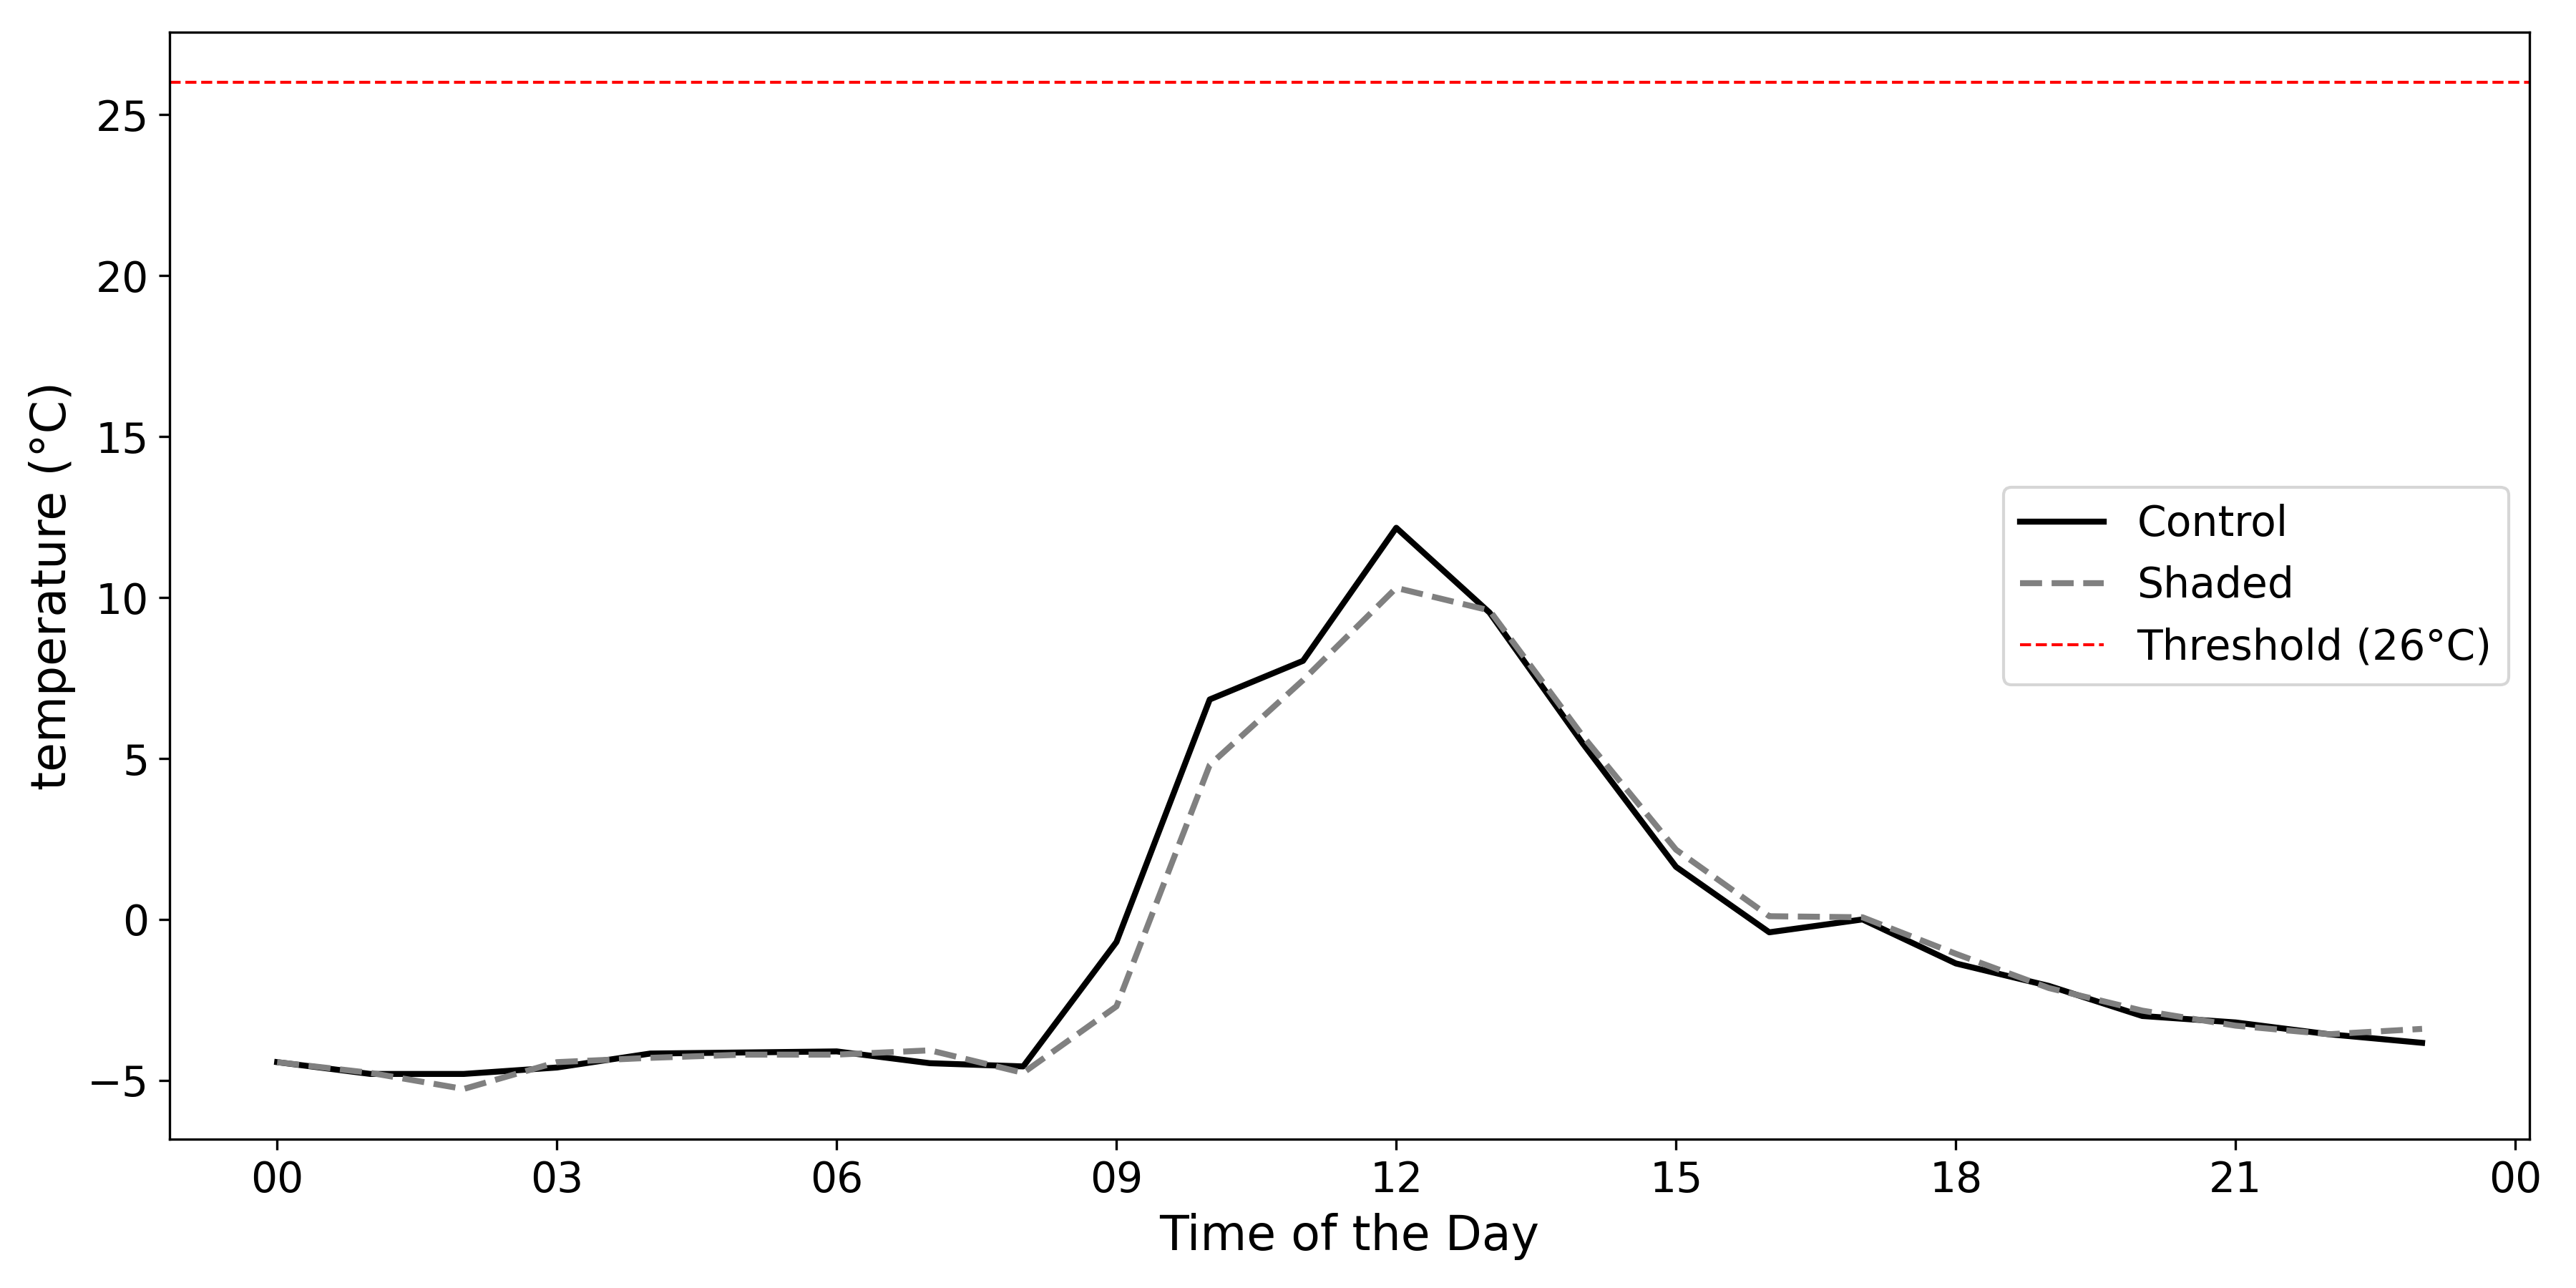 25
20
15
10
5
0
−5
temperature (°C)
Control
Shaded
Threshold (26°C)
00 03 06 09 12 15 18 21 00
Time of the Day